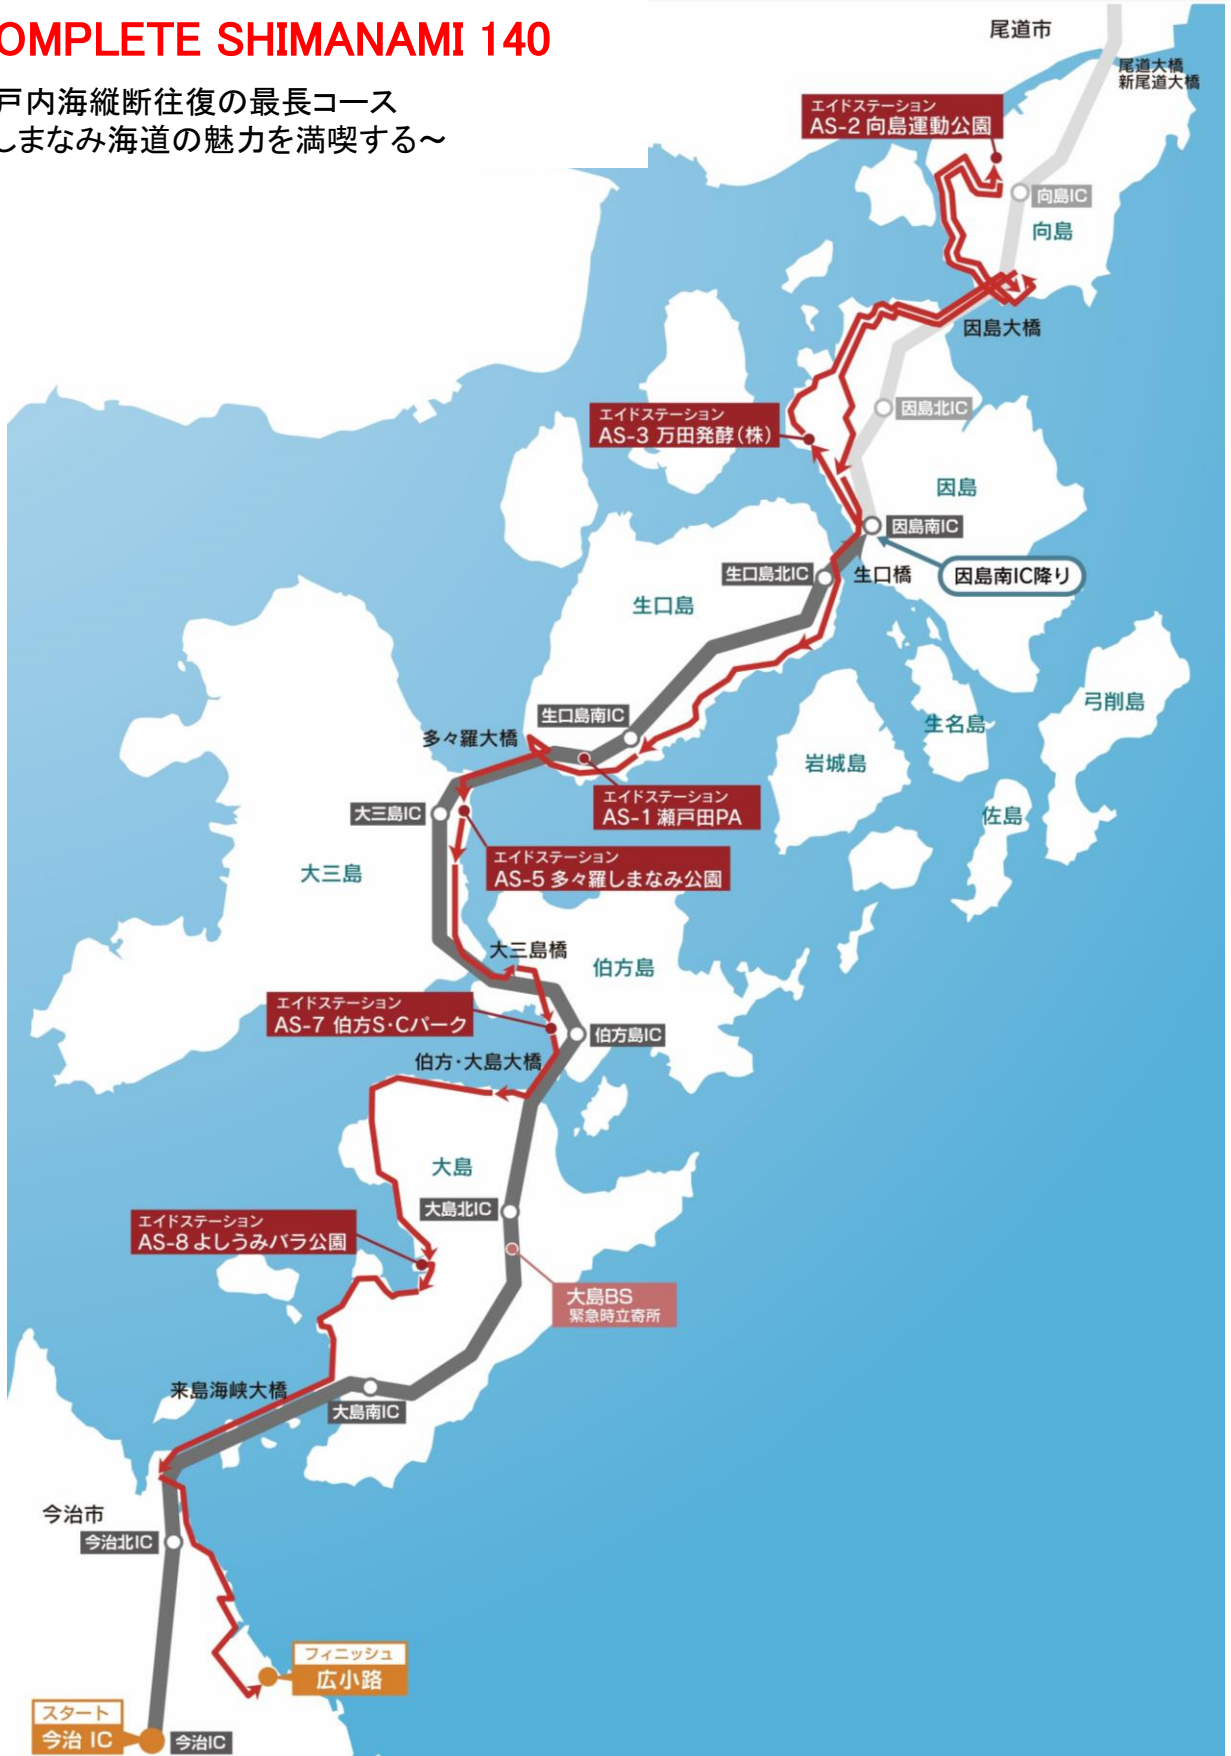 OMPLETE SHIMANAMI 140
戸内海縦断往復の最長コース
しまなみ海道の魅力を満喫する～
尾道市
尾道大橋
新尾道大橋
エイドステーション
AS-2 向島運動公園
向島IC
向島
因島大橋
因島北IC
エイドステーション
AS-3 万田発酵(株)
因島
因島南IC
生口島北IC
生口橋
因島南IC降り
生口島
生口島南IC
多々羅大橋
弓削島
生名島
岩城島
佐島
エイドステーション
AS-1 瀬戸田PA
大三島IC
エイドステーション
AS-5 多々羅しまなみ公園
大三島
大三島橋
伯方島
エイドステーション
AS-7 伯方S・Cパーク
伯方島IC
伯方・大島大橋
大島
大島北IC
エイドステーション
AS-8 よしうみバラ公園
大島BS
緊急時立寄所
来島海峡大橋
大島南IC
今治市
今治北IC
フィニッシュ
広小路
スタート
今治 IC
今治IC